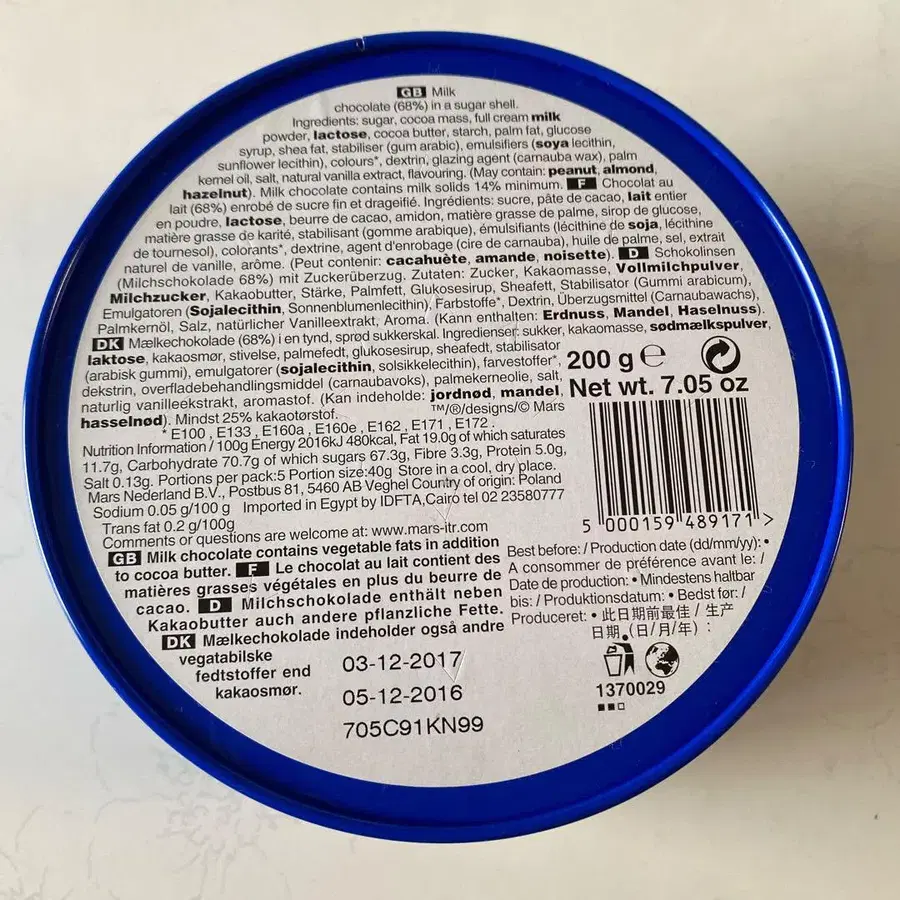 GB Milk
chocolate (68%) in a sugar shell.
Ingredients: sugar, cocoa mass, full cream milk
powder, lactose, cocoa butter, starch, palm fat, glucose
syrup, shea fat, stabiliser (gum arabic), emulsifiers (soya lecithin,
sunflower lecithin), colours*, dextrin, glazing agent (carnauba wax), palm
kernel oil, salt, natural vanilla extract, flavouring. (May contain: peanut, almond,
hazelnut). Milk chocolate contains milk solids 14% minimum. F Chocolat au
lait (68%) enrobé de sucre fin et drageifié. Ingrédients: sucre, pâte de cacao, lait entier
en poudre, lactose, beurre de cacao, amidon, matière grasse de palme, sirop de glucose,
matière grasse de karité, stabilisant (gomme arabique), émulsifiants (lécithine de soja, lécithine
de tournesol), colorants*, dextrine, agent d'enrobage (cire de carnauba), huile de palme, sel, extrait
naturel de vanille, arôme. (Peut contenir: cacahuète, amande, noisette). D Schokolinsen
(Milchschokolade 68%) mit Zuckerüberzug. Zutaten: Zucker, Kakaomasse, Vollmilchpulver,
Milchzucker, Kakaobutter, Stärke, Palmfett, Glukosesirup, Sheafett, Stabilisator (Gummi arabicum),
Emulgatoren (Sojalecithin, Sonnenblumenlecithin), Farbstoffe*, Dextrin, Überzugsmittel (Carnaubawachs),
Palmkernöl, Salz, natürlicher Vanilleextrakt, Aroma. (Kann enthalten: Erdnuss, Mandel, Haselnuss).
DK Mælkechokolade (68%) i en tynd, sprød sukkerskal. Ingredienser: sukker, kakaomasse, sødmælkspulver,
laktose, kakaosmør, stivelse, palmefedt, glukosesirup, sheafedt, stabilisator
(arabisk gummi), emulgatorer (sojalecithin, solsikkelecithin), farvestoffer*,
dekstrin, overfladebehandlingsmiddel (carnaubavoks), palmekerneolie, salt,
naturlig vanilleekstrakt, aromastof. (Kan indeholde: jordnød, mandel,
hasselnød). Mindst 25% kakaotørstof.
™/®/designs/© Mars
* E100, E133, E160a, E160e, E162, E171, E172.
Nutrition Information / 100g Energy 2016kJ 480kcal, Fat 19.0g of which saturates
11.7g, Carbohydrate 70.7g of which sugars 67.3g, Fibre 3.3g, Protein 5.0g,
Salt 0.13g. Portions per pack:5 Portion size:40g Store in a cool, dry place.
Mars Nederland B.V., Postbus 81, 5460 AB Veghel Country of origin: Poland
Sodium 0.05 g/100 g Imported in Egypt by IDFTA,Cairo tel 02 23580777
Trans fat 0.2 g/100g
Comments or questions are welcome at: www.mars-itr.com
GB Milk chocolate contains vegetable fats in addition
to cocoa butter. F Le chocolat au lait contient des
matières grasses végétales en plus du beurre de
cacao. D Milchschokolade enthält neben
Kakaobutter auch andere pflanzliche Fette.
DK Mælkechokolade indeholder også andre
vegatabilske
fedtstoffer end
kakaosmør.
03-12-2017
05-12-2016
705C91KN99
200 g ℮
Net wt. 7.05 oz
5 000159 489171 >
Best before: / Production date (dd/mm/yy): •
A consommer de préférence avant le: /
Date de production: • Mindestens haltbar
bis: / Produktionsdatum: • Bedst før: /
Produceret: • 此日期前最佳 / 生产
日期.(日/月/年）:
1370029